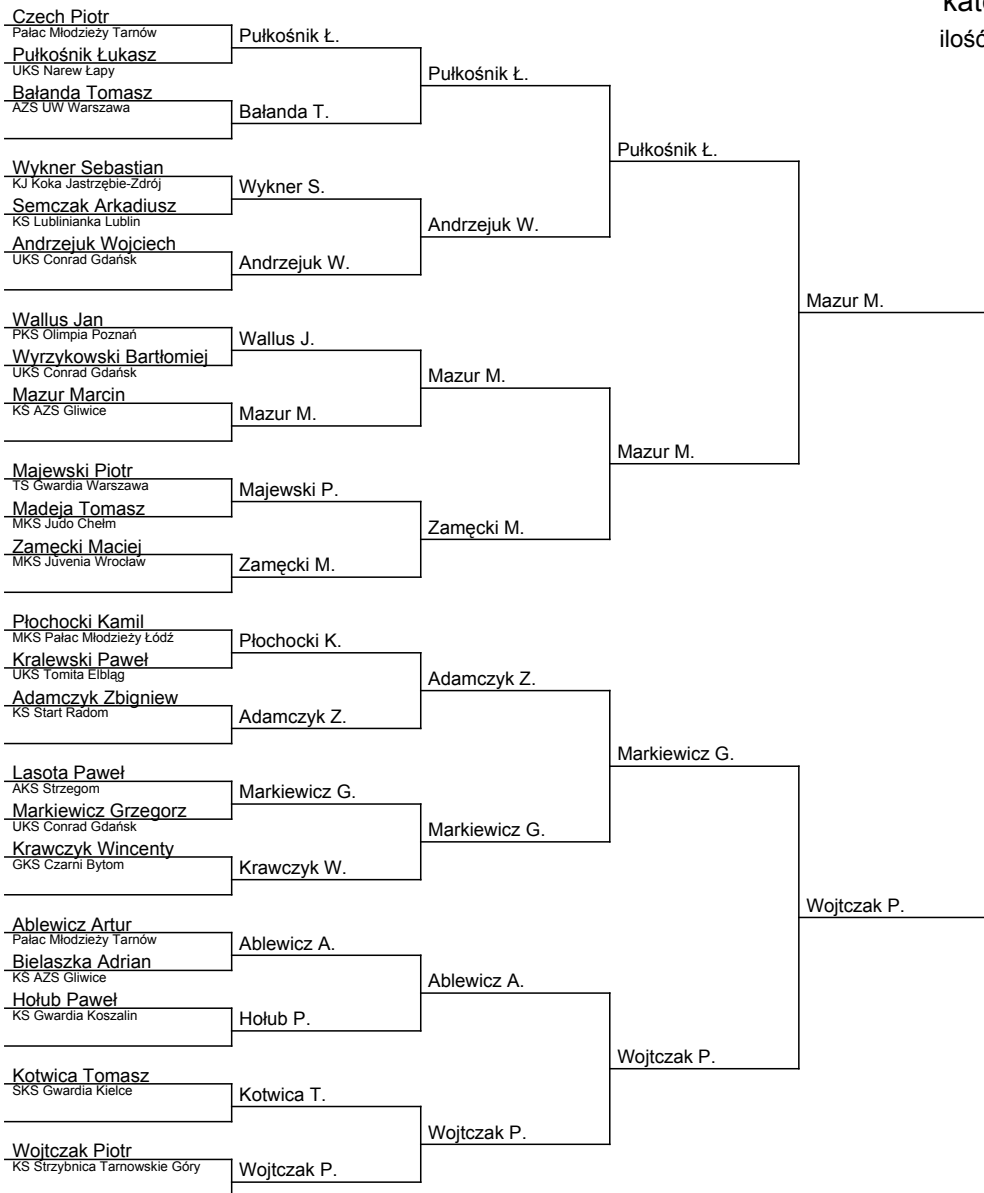 Czech Piotr
Pałac Młodzieży Tarnów
Pułkośnik Łukasz
UKS Narew Łapy
Bałanda Tomasz
AZS UW Warszawa
Wykner Sebastian
KJ Koka Jastrzębie-Zdrój
Semczak Arkadiusz
KS Lublinianka Lublin
Andrzejuk Wojciech
UKS Conrad Gdańsk
Wallus Jan
PKS Olimpia Poznań
Wyrzykowski Bartłomiej
UKS Conrad Gdańsk
Mazur Marcin
KS AZS Gliwice
Majewski Piotr
TS Gwardia Warszawa
Madeja Tomasz
MKS Judo Chełm
Zamęcki Maciej
MKS Juvenia Wrocław
Płochocki Kamil
MKS Pałac Młodzieży Łódź
Kralewski Paweł
UKS Tomita Elbląg
Adamczyk Zbigniew
KS Start Radom
Lasota Paweł
AKS Strzegom
Markiewicz Grzegorz
UKS Conrad Gdańsk
Krawczyk Wincenty
GKS Czarni Bytom
Ablewicz Artur
Pałac Młodzieży Tarnów
Bielaszka Adrian
KS AZS Gliwice
Hołub Paweł
KS Gwardia Koszalin
Kotwica Tomasz
SKS Gwardia Kielce
Wojtczak Piotr
KS Strzybnica Tarnowskie Góry
Pułkośnik Ł.
Bałanda T.
Wykner S.
Andrzejuk W.
Wallus J.
Mazur M.
Majewski P.
Zamęcki M.
Płochocki K.
Adamczyk Z.
Markiewicz G.
Krawczyk W.
Ablewicz A.
Hołub P.
Kotwica T.
Wojtczak P.
Pułkośnik Ł.
Andrzejuk W.
Mazur M.
Zamęcki M.
Adamczyk Z.
Markiewicz G.
Ablewicz A.
Wojtczak P.
Pułkośnik Ł.
Mazur M.
Markiewicz G.
Wojtczak P.
Mazur M.
Wojtczak P.